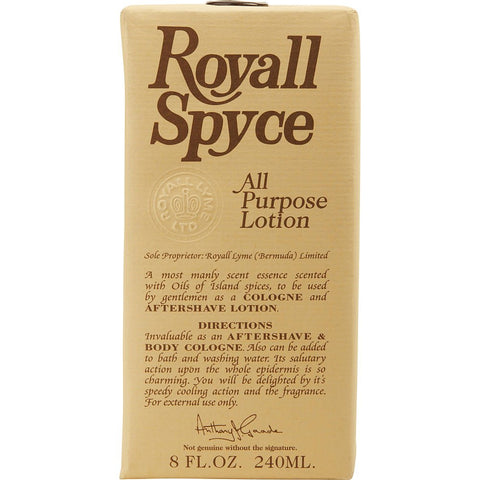 Royall
Spyce
ROYALL LYME
LTD
All
Purpose
Lotion
Sole Proprietor: Royall Lyme (Bermuda) Limited
A most manly scent essence scented
with Oils of Island spices, to be used
by gentlemen as a COLOGNE and
AFTERSHAVE LOTION.
DIRECTIONS
Invaluable as an AFTERSHAVE &
BODY COLOGNE. Also can be added
to bath and washing water. Its salutary
action upon the whole epidermis is so
charming. You will be delighted by it's
speedy cooling action and the fragrance.
For external use only.
Not genuine without the signature.
8 FL.OZ. 240ML.